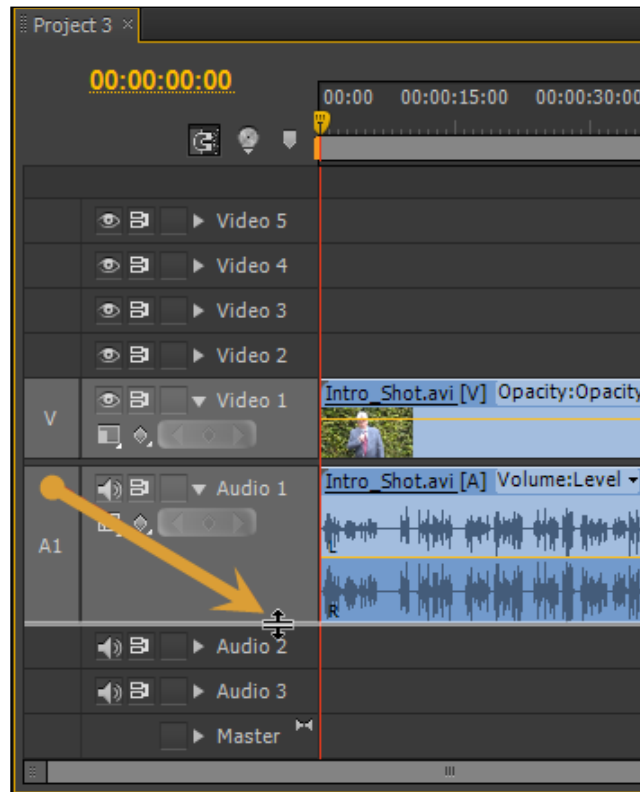 Project 3 ×
00:00:00:00
00:00 00:00:15:00 00:00:30:00
Video 5
Video 4
Video 3
Video 2
V
Video 1
Intro_Shot.avi [V] Opacity:Opacity
A1
Audio 1
Intro_Shot.avi [A] Volume:Level
L
R
Audio 2
Audio 3
Master